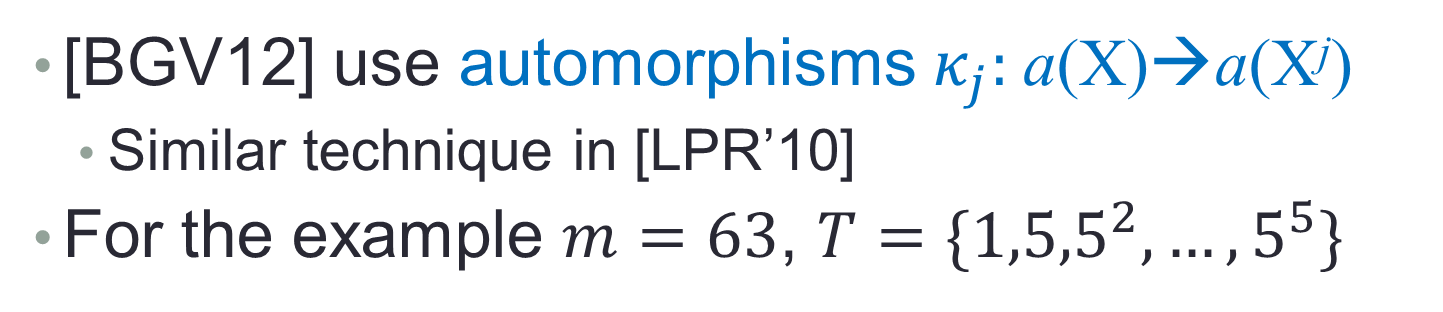 • [BGV12] use automorphisms κⱼ: a(X)→a(Xʲ)
• Similar technique in [LPR’10]
• For the example m = 63, T = {1,5,5², … , 5⁵}